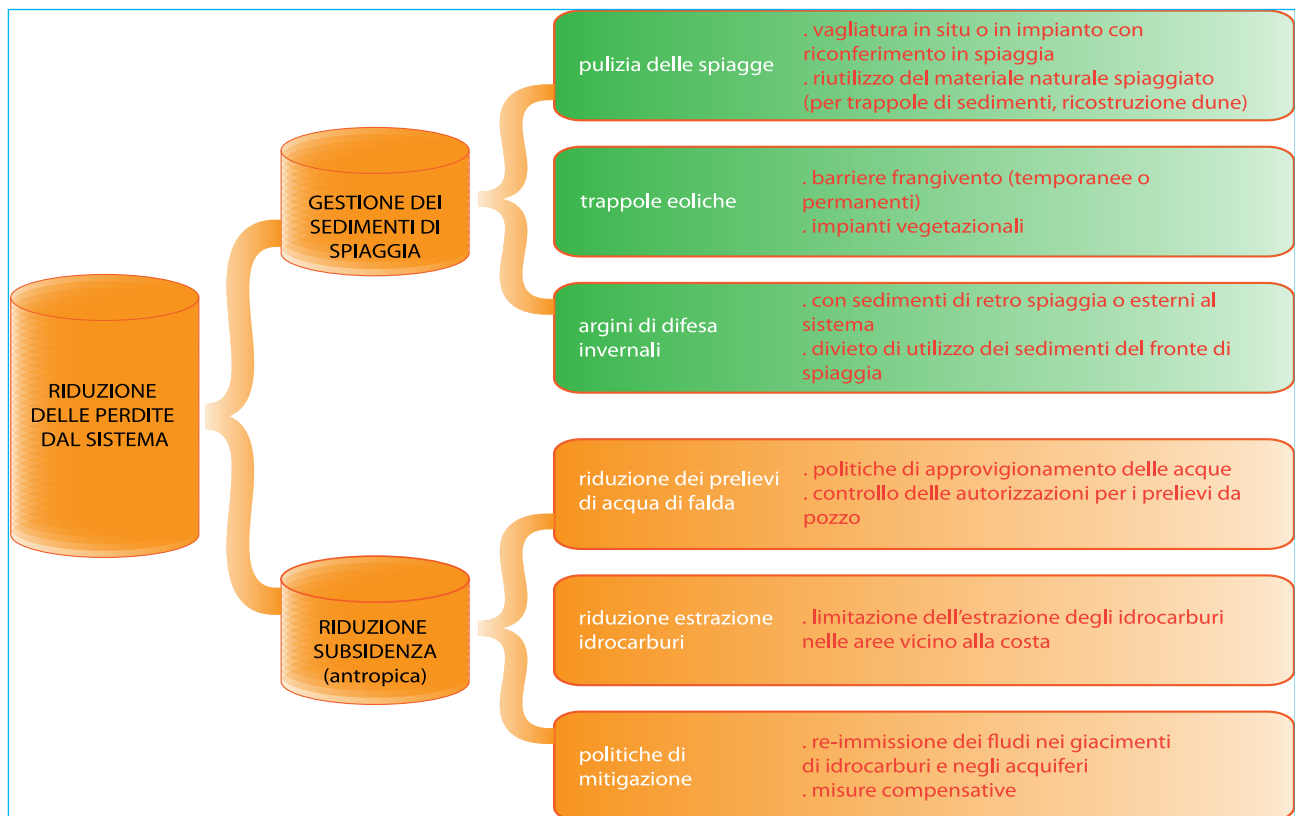 RIDUZIONE
DELLE PERDITE
DAL SISTEMA
GESTIONE DEI
SEDIMENTI DI
SPIAGGIA
pulizia delle spiagge
. vagliatura in situ o in impianto con
riconferimento in spiaggia
. riutilizzo del materiale naturale spiaggiato
(per trappole di sedimenti, ricostruzione dune)
trappole eoliche
. barriere frangivento (temporanee o
permanenti)
. impianti vegetazionali
argini di difesa
invernali
. con sedimenti di retro spiaggia o esterni al
sistema
. divieto di utilizzo dei sedimenti del fronte di
spiaggia
RIDUZIONE
SUBSIDENZA
(antropica)
riduzione dei prelievi
di acqua di falda
. politiche di approvigionamento delle acque
. controllo delle autorizzazioni per i prelievi da
pozzo
riduzione estrazione
idrocarburi
. limitazione dell'estrazione degli idrocarburi
nelle aree vicino alla costa
politiche di
mitigazione
. re-immissione dei fludi nei giacimenti
di idrocarburi e negli acquiferi
. misure compensative